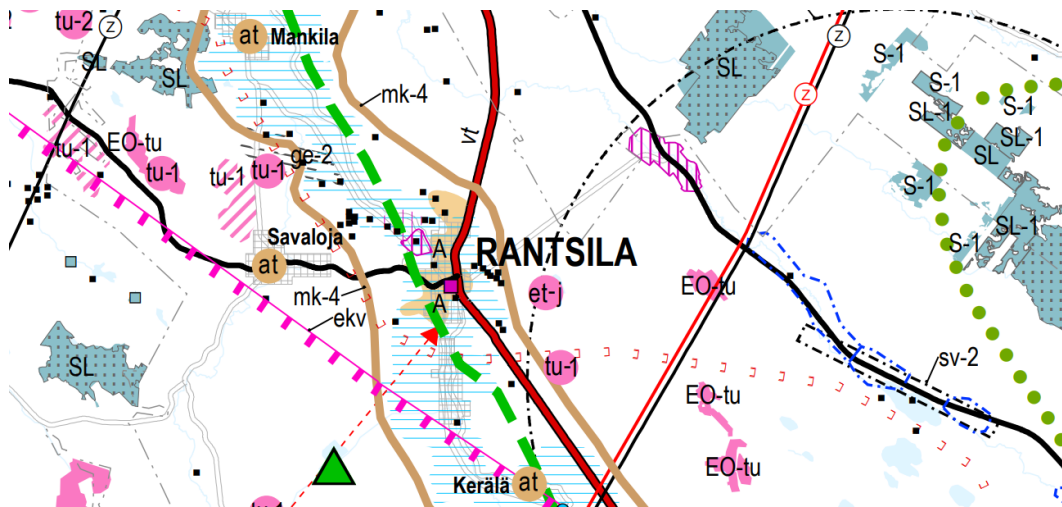 tu-2
Z
SL
SL
at
Mankila
mk-4
vt
SL
Z
Z
S-1
S-1
S-1
SL-1
SL-1
SL
S-1
SL-1
S-1
tu-1
EO-tu
tu-1
tu-1
tu-1
ge-2
Savaloja
at
A
RANTSILA
A
mk-4
ekv
et-j
EO-tu
sv-2
SL
tu-1
EO-tu
EO-tu
Kerälä
at